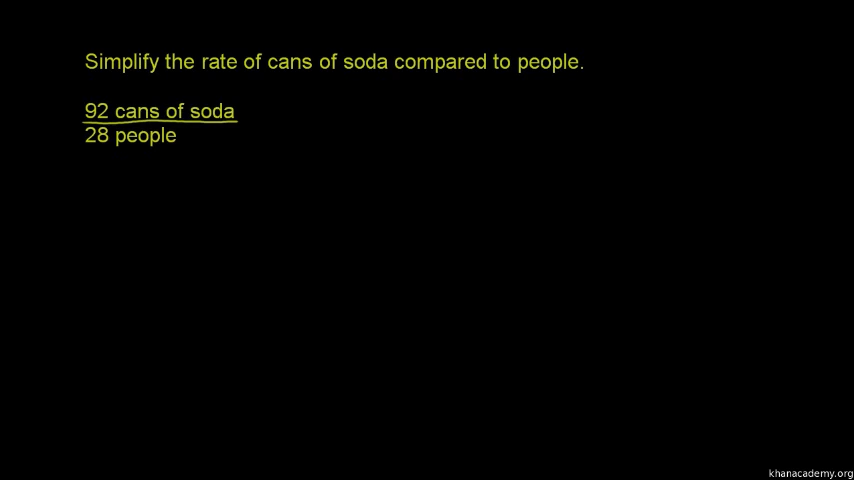 Simplify the rate of cans of soda compared to people.
92 cans of soda
28 people
khanacademy.org